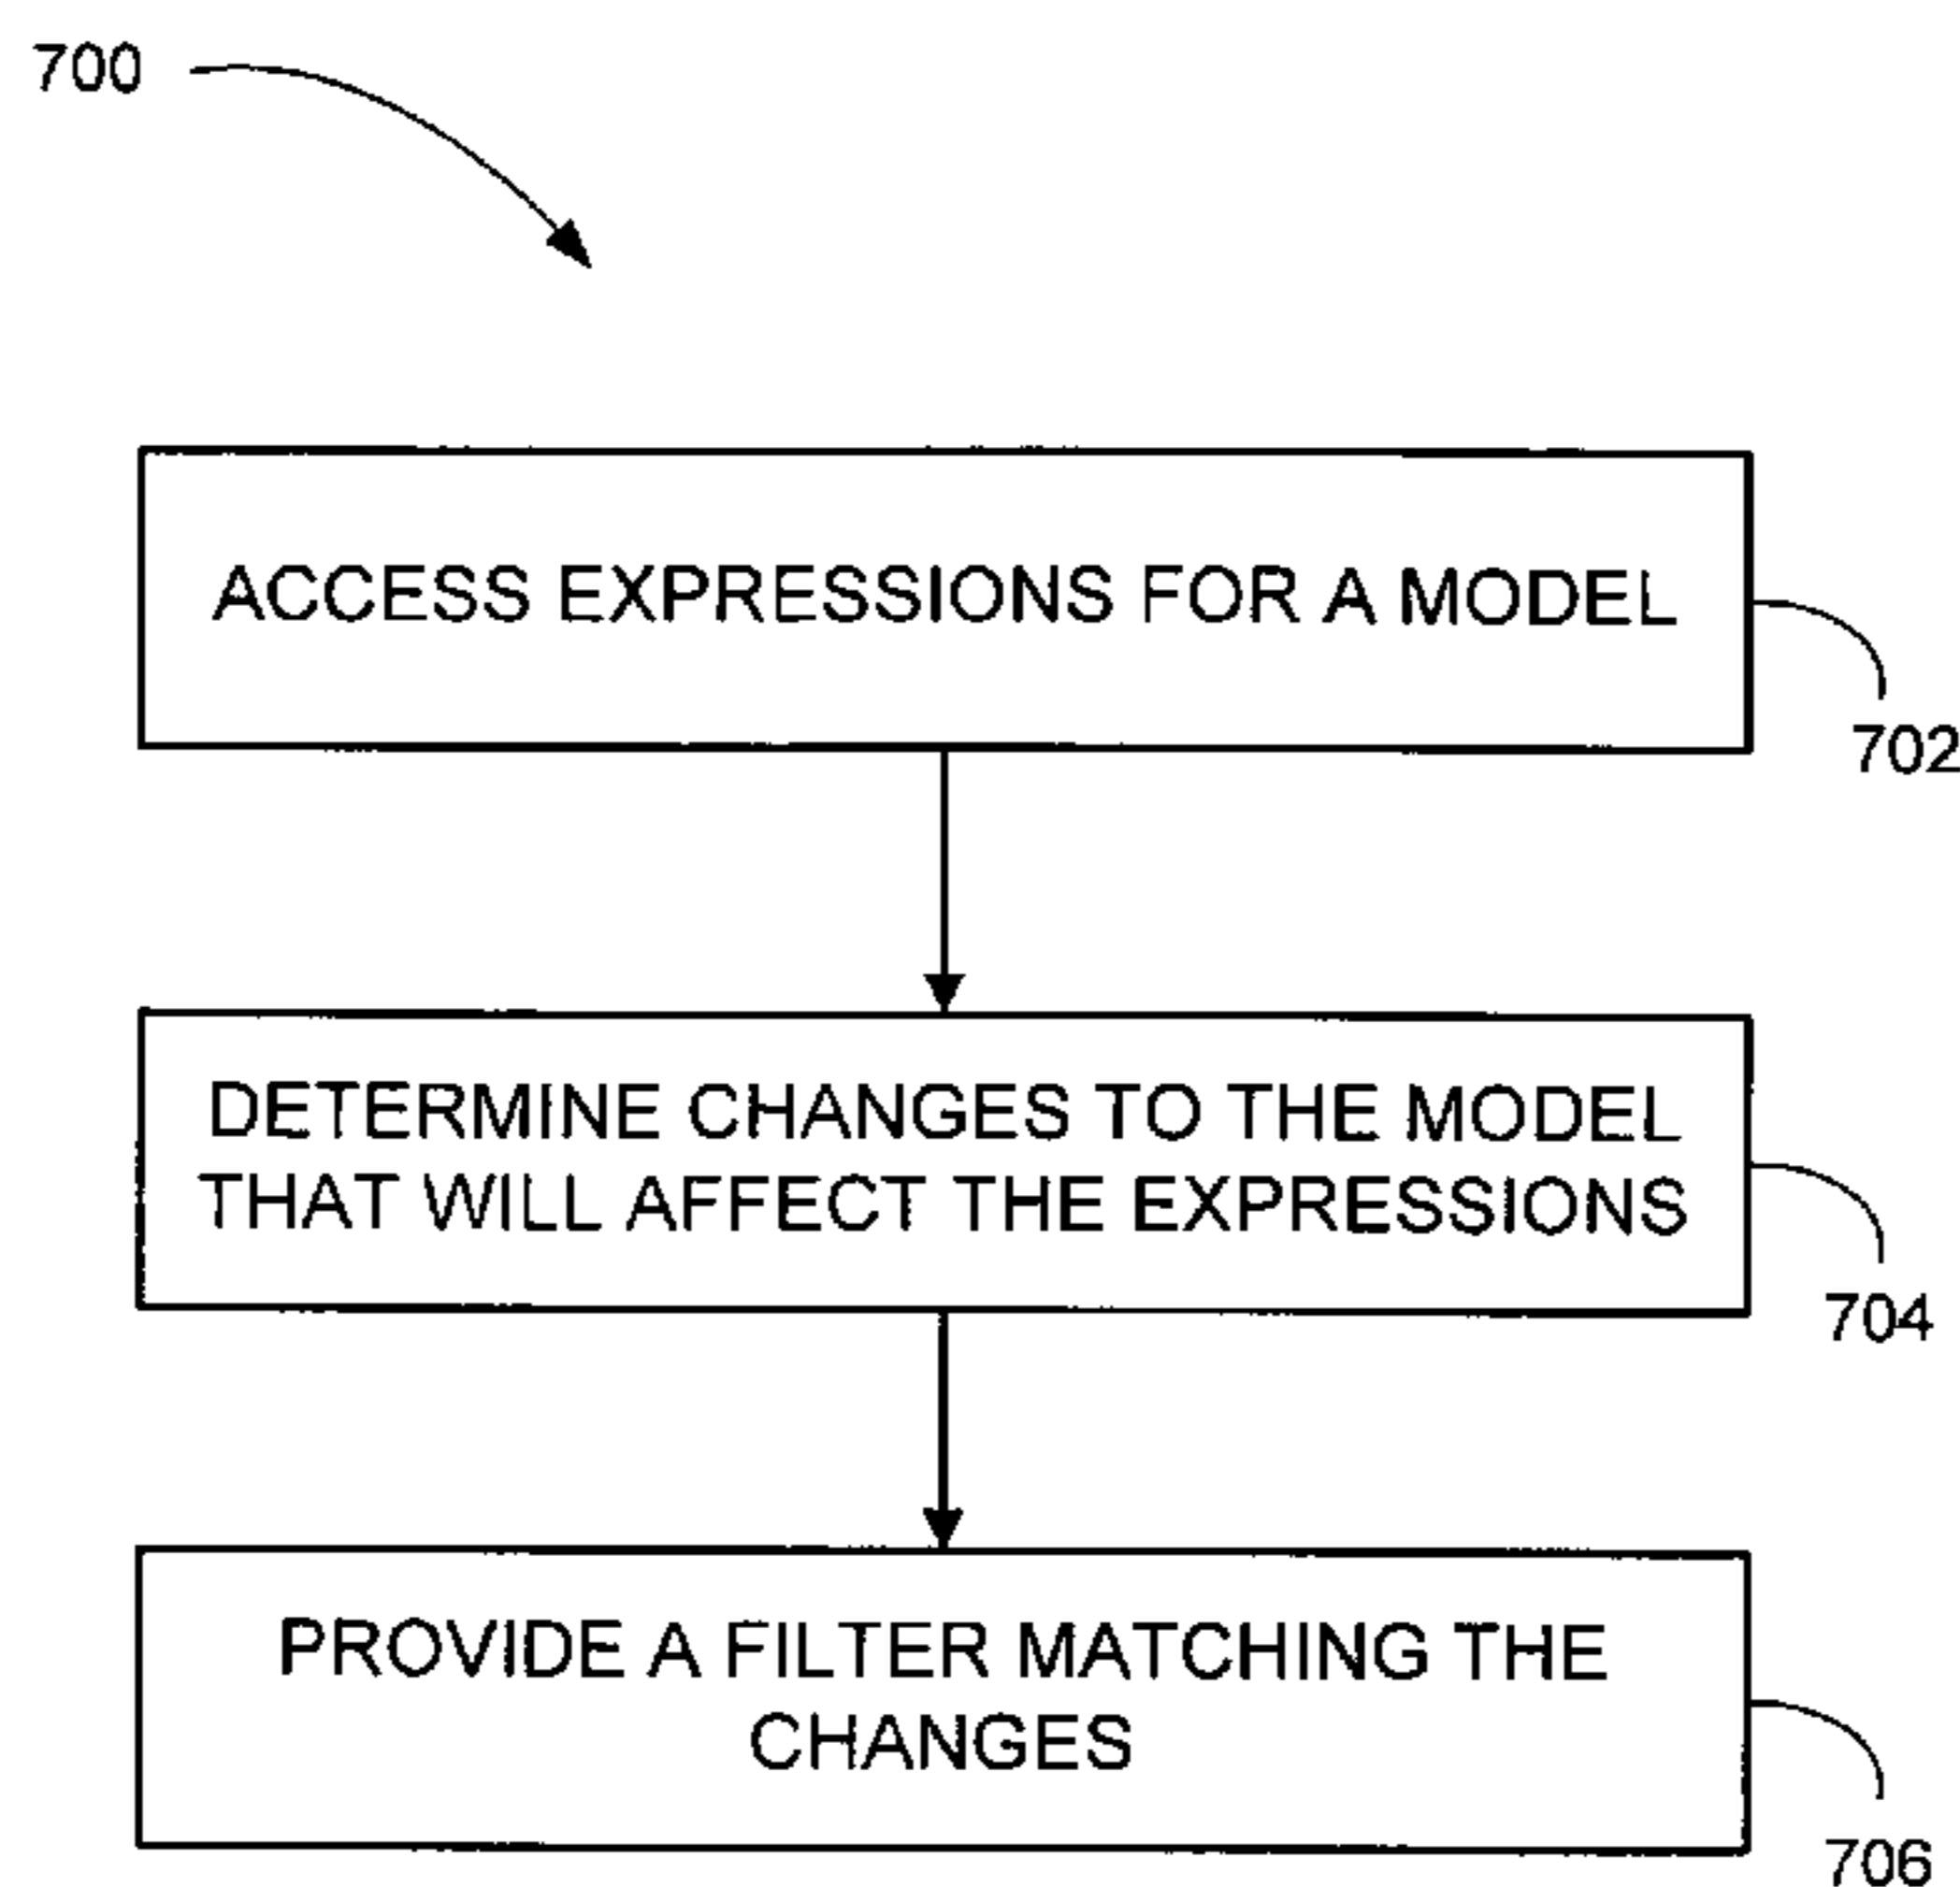 700
ACCESS EXPRESSIONS FOR A MODEL
702
DETERMINE CHANGES TO THE MODEL
THAT WILL AFFECT THE EXPRESSIONS
704
PROVIDE A FILTER MATCHING THE
CHANGES
706